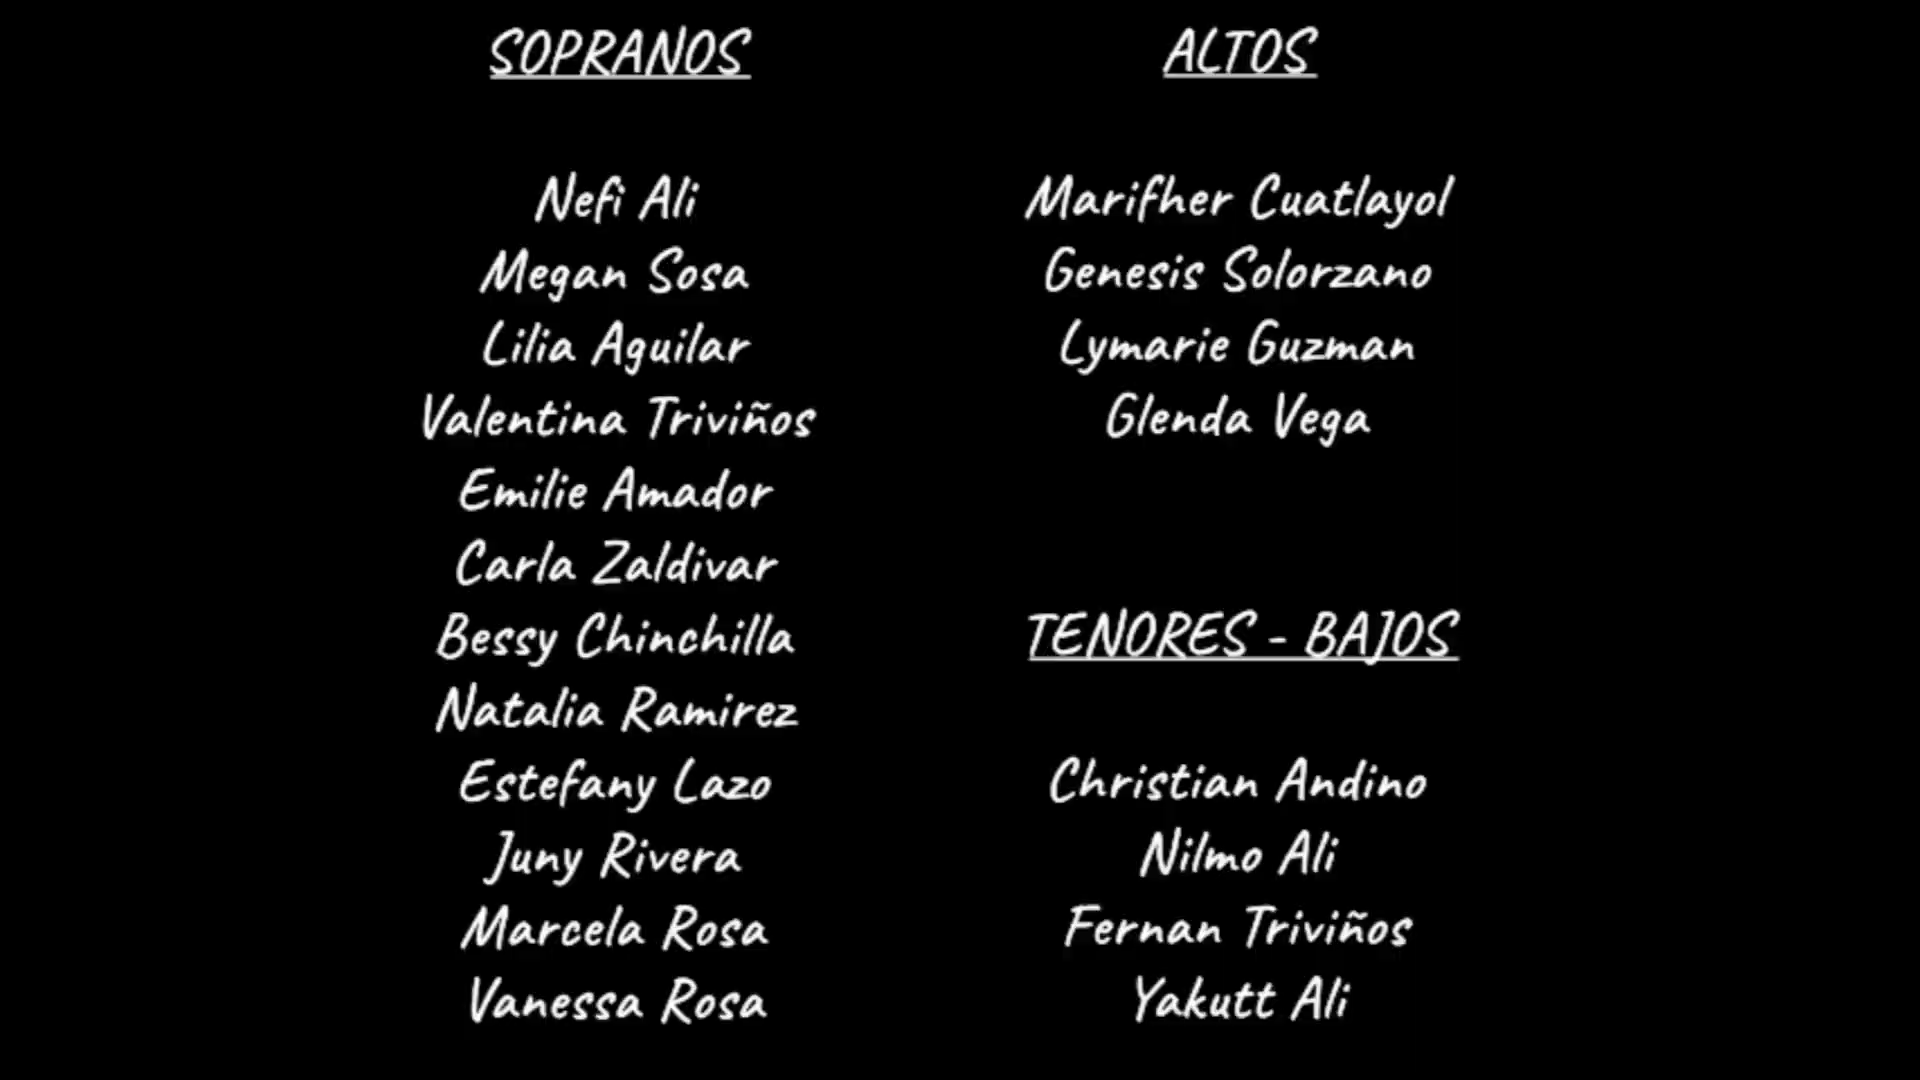 SOPRANOS
Nefi Ali
Megan Sosa
Lilia Aguilar
Valentina Triviños
Emilie Amador
Carla Zaldivar
Bessy Chinchilla
Natalia Ramirez
Estefany Lazo
Juny Rivera
Marcela Rosa
Vanessa Rosa
ALTOS
Marifher Cuatlayol
Genesis Solorzano
Lymarie Guzman
Glenda Vega
TENORES - BAJOS
Christian Andino
Nilmo Ali
Fernan Triviños
Yakutt Ali